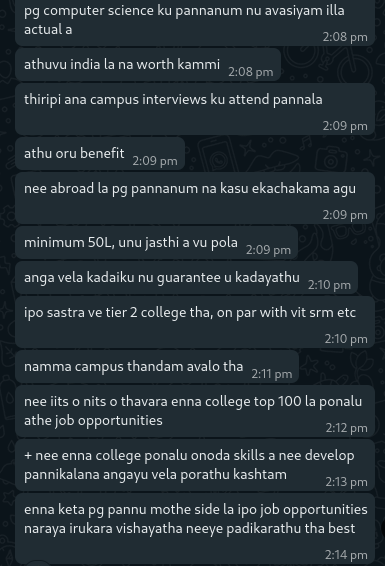 pg computer science ku pannanum nu avasiyam illa
actual a
2:08 pm
athuvu india la na worth kammi
2:08 pm
thiripi ana campus interviews ku attend pannala
2:09 pm
athu oru benefit
2:09 pm
nee abroad la pg pannanum na kasu ekachakama agu
2:09 pm
minimum 50L, unu jasthi a vu pola
2:09 pm
anga vela kadaiku nu guarantee u kadayathu
2:10 pm
ipo sastra ve tier 2 college tha, on par with vit srm etc
2:10 pm
namma campus thandam avalo tha
2:11 pm
nee iits o nits o thavara enna college top 100 la ponalu
athe job opportunities
2:12 pm
+ nee enna college ponalu onoda skills a nee develop
pannikalana angayu vela porathu kashtam
2:13 pm
enna keta pg pannu mothe side la ipo job opportunities
naraya irukara vishayatha neeye padikarathu tha best
2:14 pm